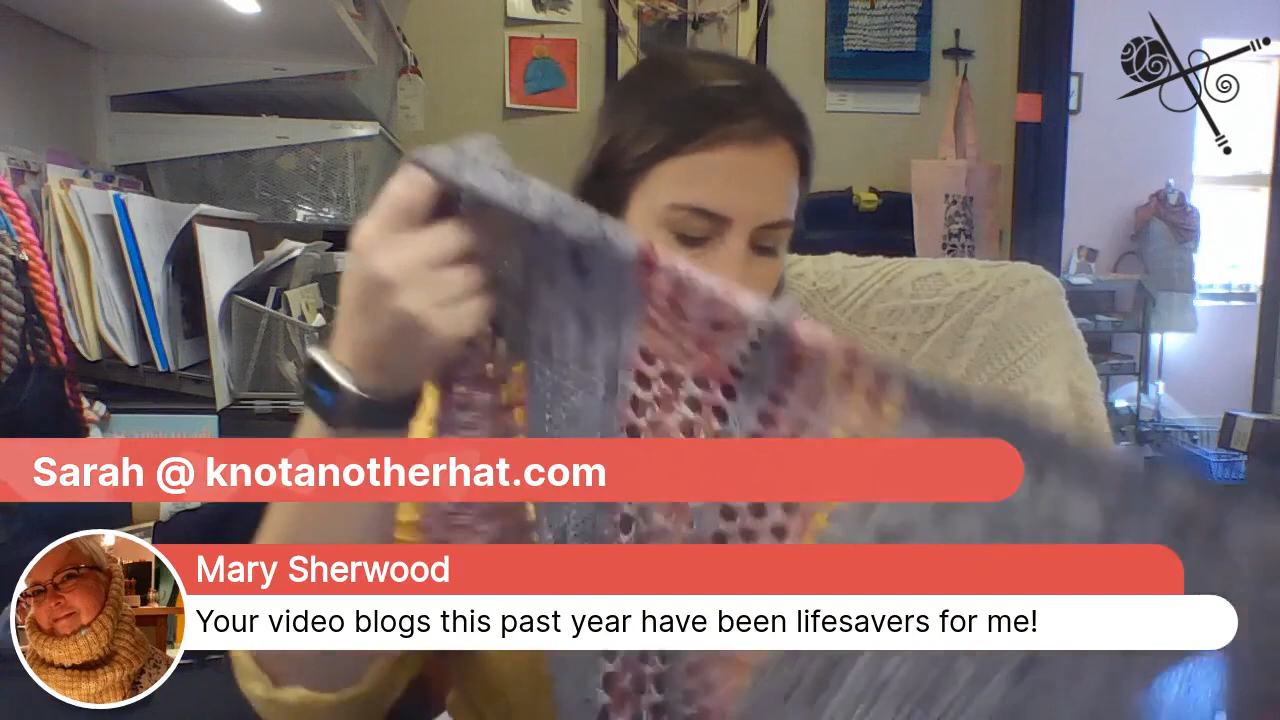 Sarah @ knotanotherhat.com
Mary Sherwood
Your video blogs this past year have been lifesavers for me!